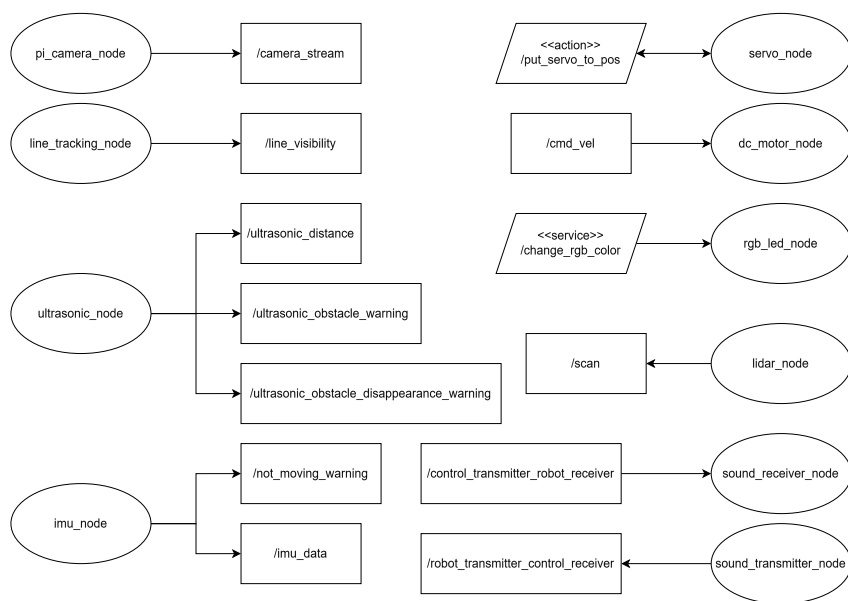 pi_camera_node
/camera_stream
<<action>>
/put_servo_to_pos
servo_node
line_tracking_node
/line_visibility
/cmd_vel
dc_motor_node
/ultrasonic_distance
<<service>>
/change_rgb_color
rgb_led_node
ultrasonic_node
/ultrasonic_obstacle_warning
/scan
lidar_node
/ultrasonic_obstacle_disappearance_warning
/not_moving_warning
/control_transmitter_robot_receiver
sound_receiver_node
imu_node
/imu_data
/robot_transmitter_control_receiver
sound_transmitter_node